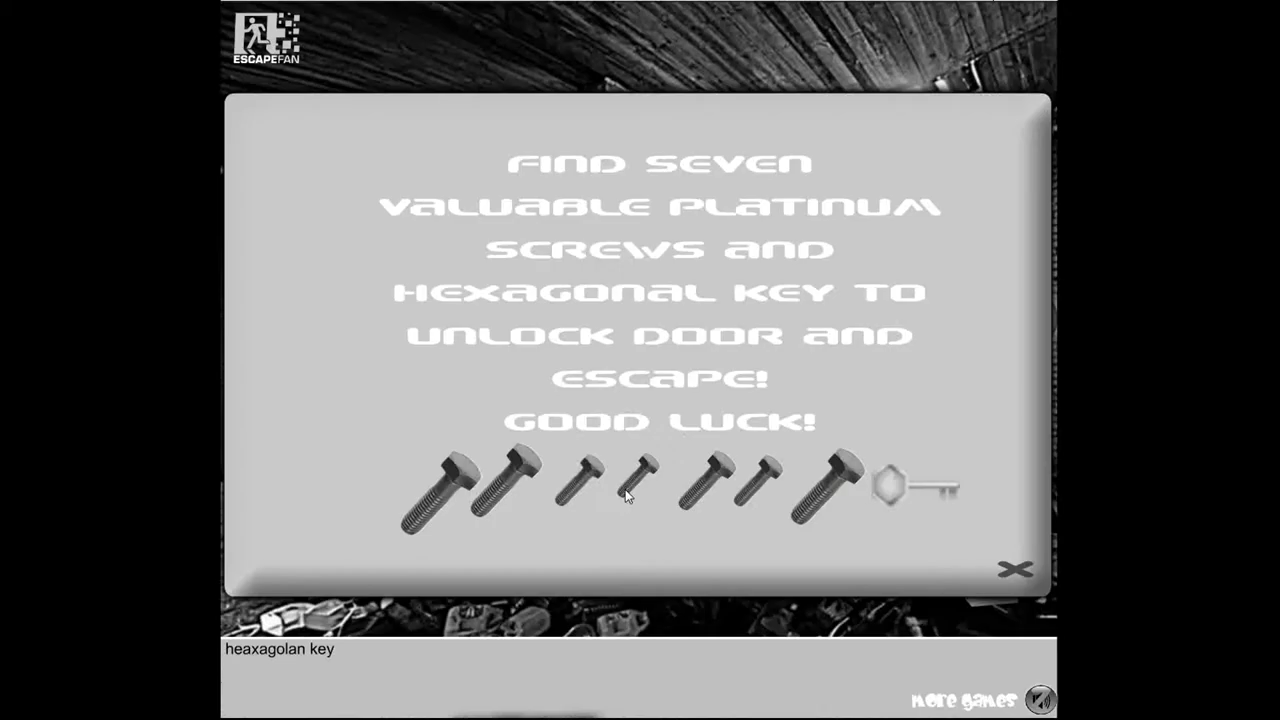 ESCAPEFAN
FIND SEVEN
VALUABLE PLATINUM
SCREWS AND
HEXAGONAL KEY TO
UNLOCK DOOR AND
ESCAPE!
GOOD LUCK!
heaxagolan key
more games